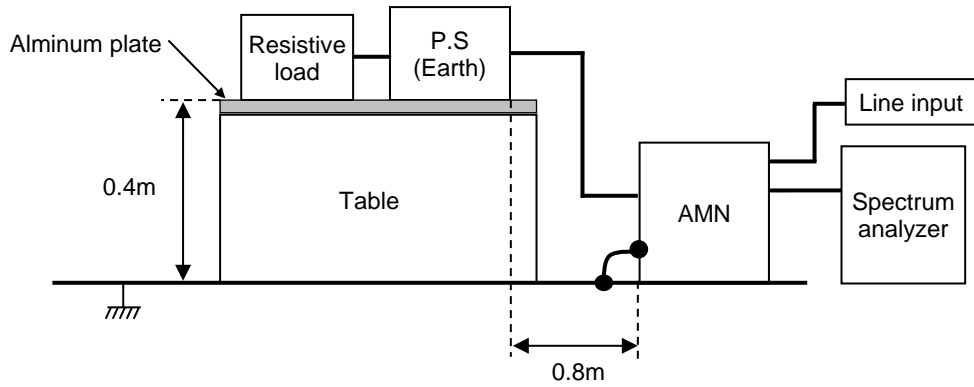 Alminum plate
Resistive
load
P.S
(Earth)
Line input
0.4m
Table
AMN
Spectrum
analyzer
0.8m